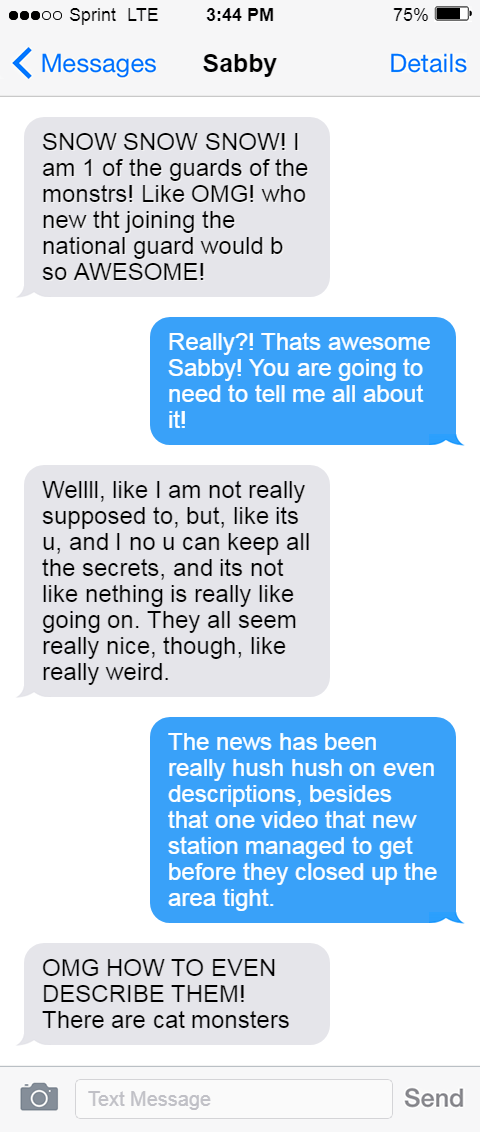 Sprint LTE 3:44 PM 75%
Messages Sabby Details
SNOW SNOW SNOW! I
am 1 of the guards of the
monstrs! Like OMG! who
new tht joining the
national guard would b
so AWESOME!
Really?! Thats awesome
Sabby! You are going to
need to tell me all about
it!
Wellll, like I am not really
supposed to, but, like its
u, and I no u can keep all
the secrets, and its not
like nething is really like
going on. They all seem
really nice, though, like
really weird.
The news has been
really hush hush on even
descriptions, besides
that one video that new
station managed to get
before they closed up the
area tight.
OMG HOW TO EVEN
DESCRIBE THEM!
There are cat monsters
Text Message Send